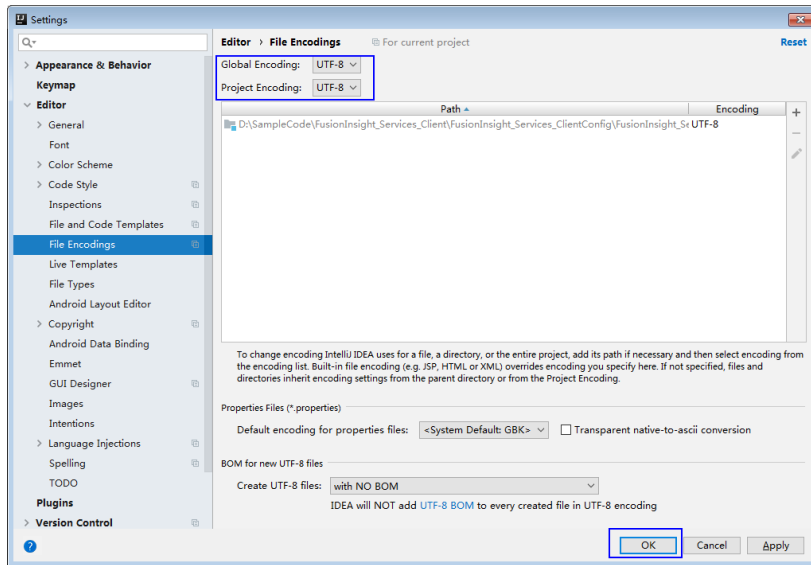 Settings
Editor › File Encodings For current project Reset
Appearance & Behavior
Keymap
Editor
General
Font
Color Scheme
Code Style
Inspections
File and Code Templates
File Encodings
Live Templates
File Types
Android Layout Editor
Copyright
Android Data Binding
Emmet
GUI Designer
Images
Intentions
Language Injections
Spelling
TODO
Plugins
Version Control
Global Encoding: UTF-8
Project Encoding: UTF-8
Path Encoding
D:\SampleCode\FusionInsight_Services_Client\FusionInsight_Services_ClientConfig\FusionInsight_Se UTF-8
To change encoding IntelliJ IDEA uses for a file, a directory, or the entire project, add its path if necessary and then select encoding from
the encoding list. Built-in file encoding (e.g. JSP, HTML or XML) overrides encoding you specify here. If not specified, files and
directories inherit encoding settings from the parent directory or from the Project Encoding.
Properties Files (*.properties)
Default encoding for properties files: <System Default: GBK> Transparent native-to-ascii conversion
BOM for new UTF-8 files
Create UTF-8 files: with NO BOM
IDEA will NOT add UTF-8 BOM to every created file in UTF-8 encoding
? OK Cancel Apply